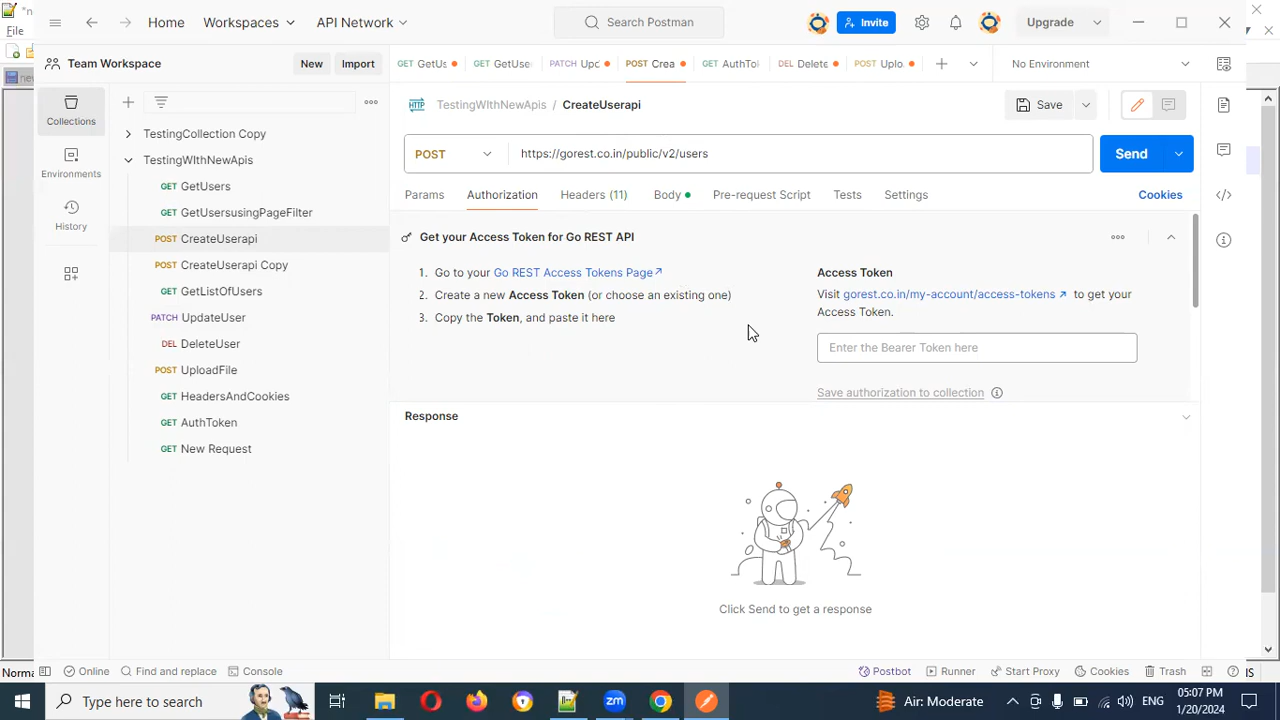 Home
Workspaces
API Network
Search Postman
Invite
Upgrade
File
Team Workspace
New
Import
GetUs
GetUse
PATCH Upd
POST Crea
GET AuthTo
DEL Delete
POST Uplo.
No Environment
Collections
Environments
History
TestingCollection Copy
TestingWIthNewApis
GET GetUsers
GET GetUsersusingPageFilter
POST CreateUserapi
POST CreateUserapi Copy
GET GetListOfUsers
PATCH UpdateUser
DEL DeleteUser
POST UploadFile
GET HeadersAndCookies
GET AuthToken
GET New Request
HTTP TestingWIthNewApis / CreateUserapi
Save
POST https://gorest.co.in/public/v2/users
Send
Params Authorization Headers (11) Body Pre-request Script Tests Settings Cookies
Get your Access Token for Go REST API
1. Go to your Go REST Access Tokens Page
2. Create a new Access Token (or choose an existing one)
3. Copy the Token, and paste it here
Access Token
Visit gorest.co.in/my-account/access-tokens to get your
Access Token.
Enter the Bearer Token here
Save authorization to collection
Response
Click Send to get a response
Norma
Online Find and replace Console
Postbot Runner Start Proxy Cookies Trash
IS
Type here to search
zm
Air: Moderate
ENG
05:07 PM
1/20/2024